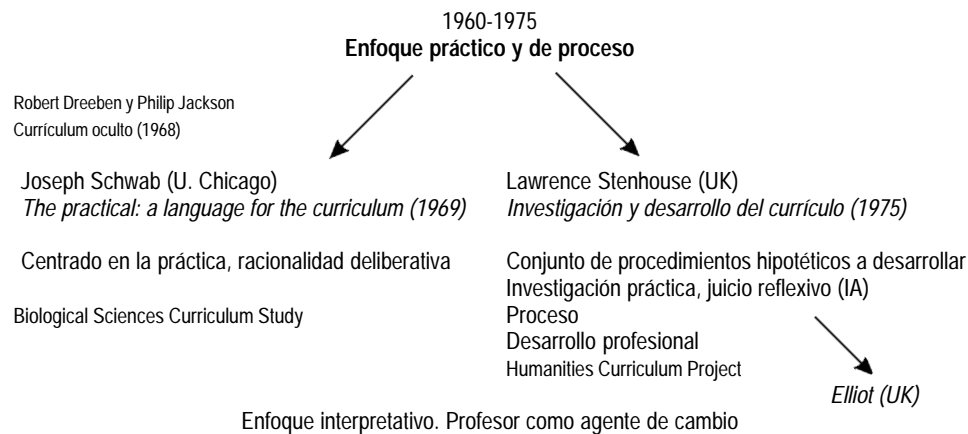 1960-1975
Enfoque práctico y de proceso
Robert Dreeben y Philip Jackson
Currículum oculto (1968)
Joseph Schwab (U. Chicago)
The practical: a language for the curriculum (1969)
Centrado en la práctica, racionalidad deliberativa
Biological Sciences Curriculum Study
Lawrence Stenhouse (UK)
Investigación y desarrollo del currículo (1975)
Conjunto de procedimientos hipotéticos a desarrollar
Investigación práctica, juicio reflexivo (IA)
Proceso
Desarrollo profesional
Humanities Curriculum Project
Elliot (UK)
Enfoque interpretativo. Profesor como agente de cambio